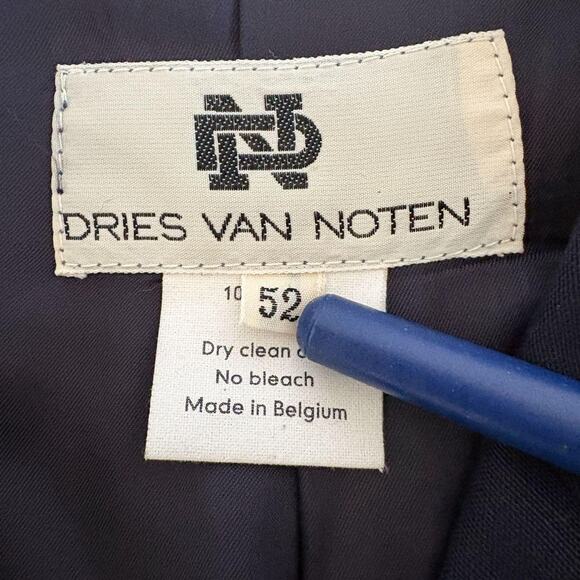 DRIES VAN NOTEN
10
52
Dry clean
No bleach
Made in Belgium